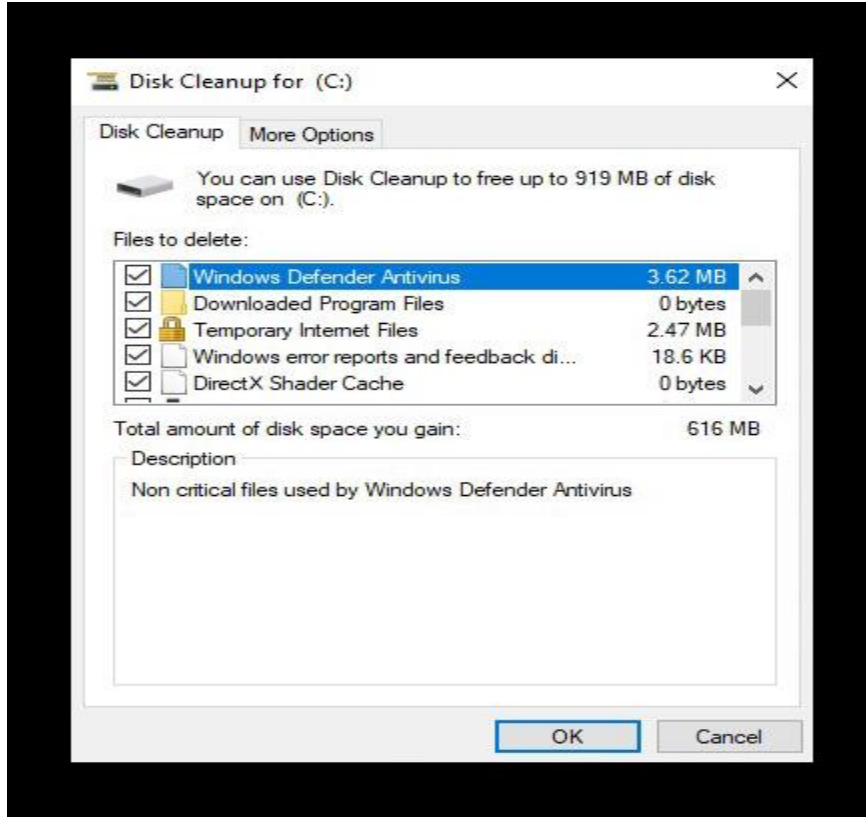 Disk Cleanup for (C:)
Disk Cleanup More Options
You can use Disk Cleanup to free up to 919 MB of disk
space on (C:).
Files to delete:
Windows Defender Antivirus 3.62 MB
Downloaded Program Files 0 bytes
Temporary Internet Files 2.47 MB
Windows error reports and feedback di... 18.6 KB
DirectX Shader Cache 0 bytes
Total amount of disk space you gain: 616 MB
Description
Non critical files used by Windows Defender Antivirus
OK Cancel